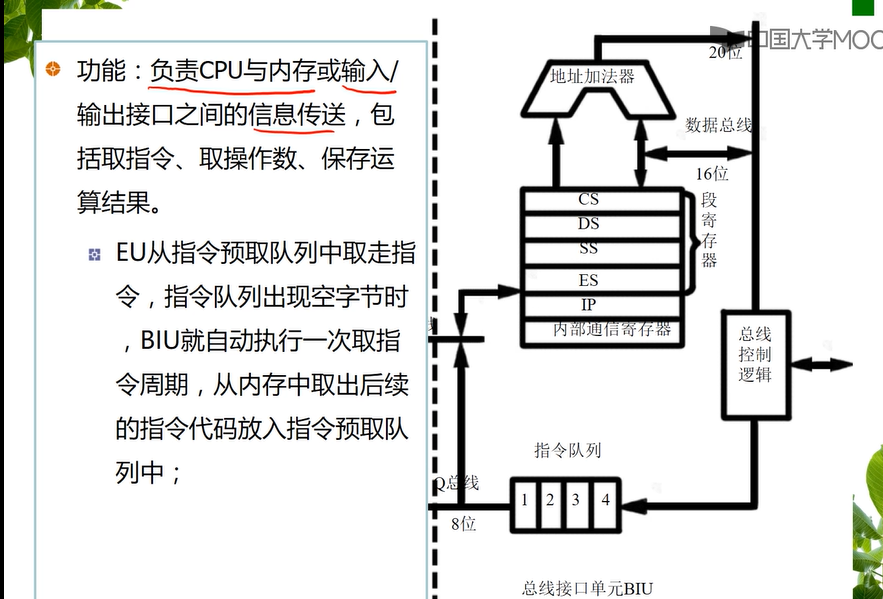 中国大学MOO
功能：负责CPU与内存或输入/
输出接口之间的信息传送，包
括取指令、取操作数、保存运
算结果。
EU从指令预取队列中取走指
令，指令队列出现空字节时
，BIU就自动执行一次取指
令周期，从内存中取出后续
的指令代码放入指令预取队
列中；
20位
地址加法器
数据总线
16位
CS
DS
SS
ES
IP
内部通信寄存器
段寄存器
总线
控制
逻辑
指令队列
Q总线
1 2 3 4
8位
总线接口单元BIU